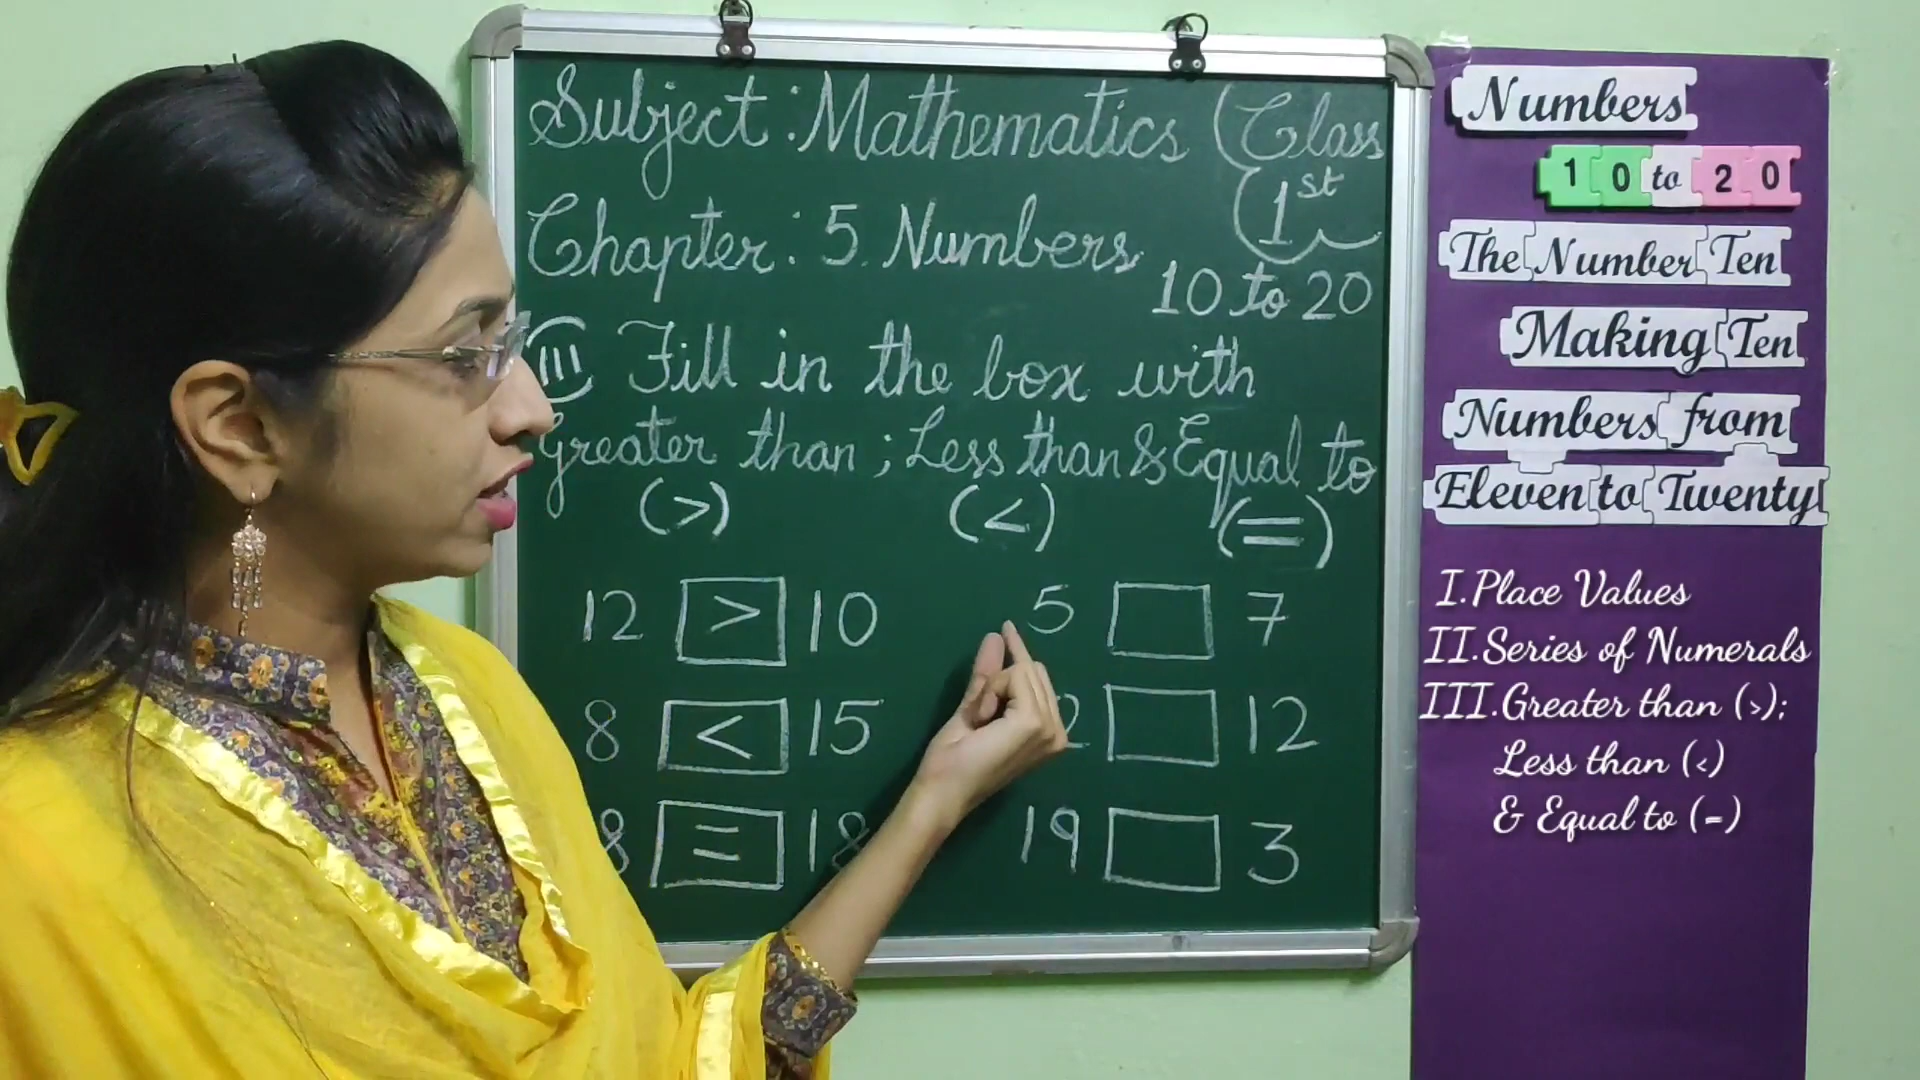 Subject : Mathematics (Class
1st
Chapter : 5 Numbers
10 to 20
(III) Fill in the box with
greater than ; Less than & Equal to
(>) (<) (=)
12 > 10 5 7
8 < 15 12
= 18 19 3
Numbers
10 to 20
The Number Ten
Making Ten
Numbers from
Eleven to Twenty
I.Place Values
II.Series of Numerals
III.Greater than (>);
Less than (<)
& Equal to (=)